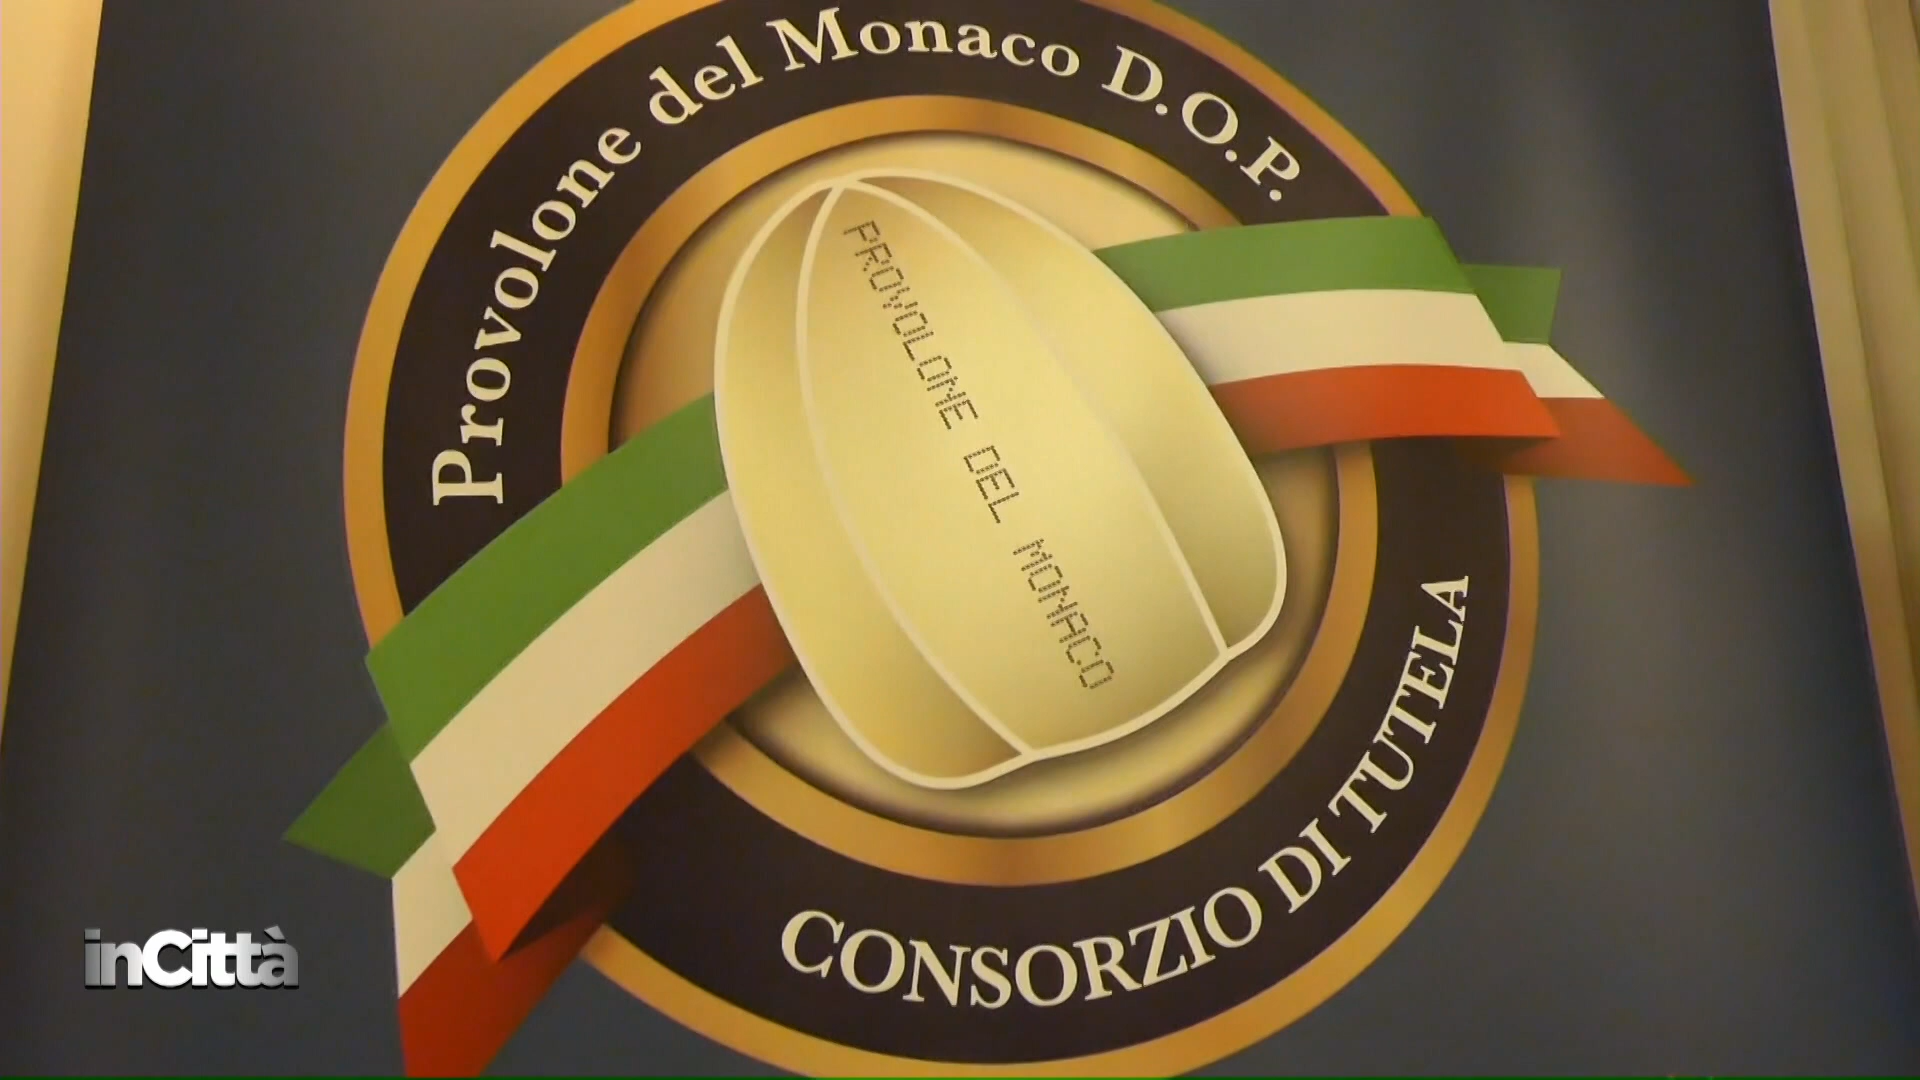 Provolone del Monaco D.O.P.
PROVOLONE DEL MONACO
CONSORZIO DI TUTELA
inCittà